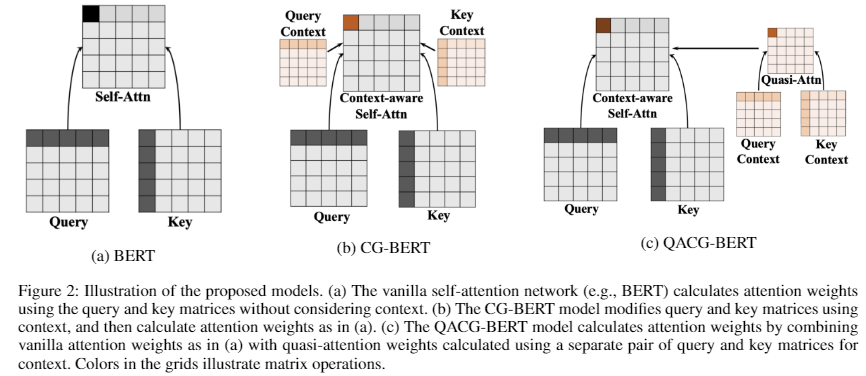 Self-Attn
Query
Key
(a) BERT
Query
Context
Key
Context
Context-aware
Self-Attn
Query
Key
(b) CG-BERT
Context-aware
Self-Attn
Quasi-Attn
Query
Context
Key
Context
Query
Key
(c) QACG-BERT
Figure 2: Illustration of the proposed models. (a) The vanilla self-attention network (e.g., BERT) calculates attention weights
using the query and key matrices without considering context. (b) The CG-BERT model modifies query and key matrices using
context, and then calculate attention weights as in (a). (c) The QACG-BERT model calculates attention weights by combining
vanilla attention weights as in (a) with quasi-attention weights calculated using a separate pair of query and key matrices for
context. Colors in the grids illustrate matrix operations.